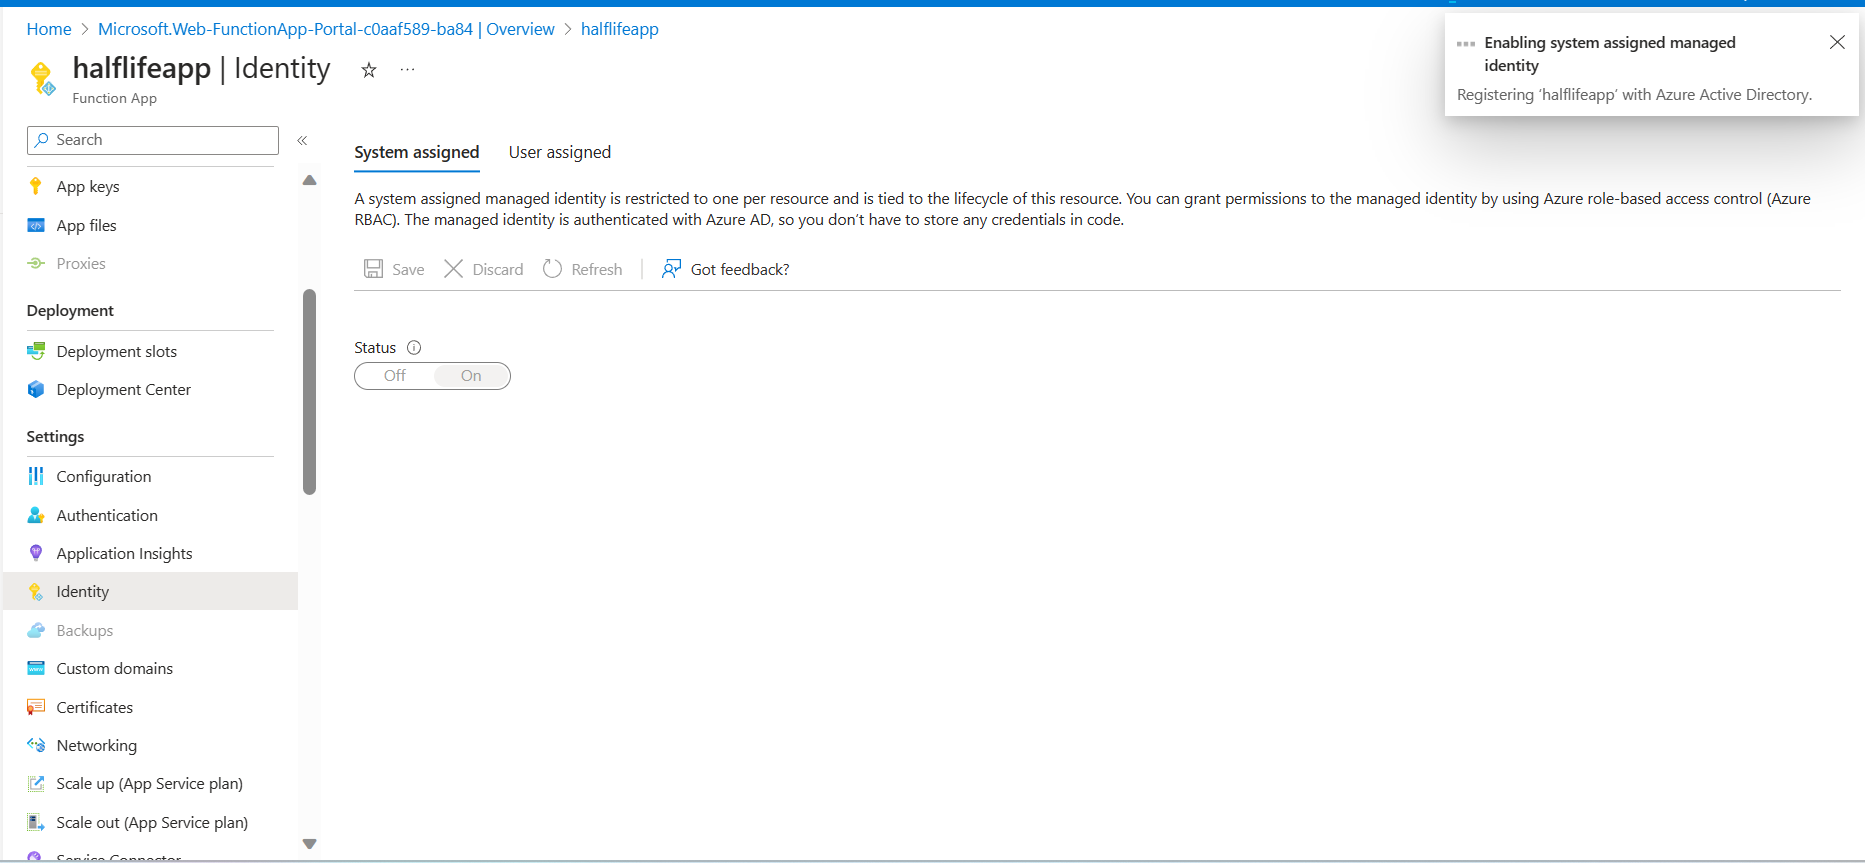 Home > Microsoft.Web-FunctionApp-Portal-c0aaf589-ba84 | Overview > halflifeapp
halflifeapp | Identity
Function App
Enabling system assigned managed
identity
Registering 'halflifeapp' with Azure Active Directory.
Search
App keys
App files
Proxies
Deployment
Deployment slots
Deployment Center
Settings
Configuration
Authentication
Application Insights
Identity
Backups
Custom domains
Certificates
Networking
Scale up (App Service plan)
Scale out (App Service plan)
Service Connector
System assigned User assigned
A system assigned managed identity is restricted to one per resource and is tied to the lifecycle of this resource. You can grant permissions to the managed identity by using Azure role-based access control (Azure
RBAC). The managed identity is authenticated with Azure AD, so you don't have to store any credentials in code.
Save Discard Refresh Got feedback?
Status
Off On